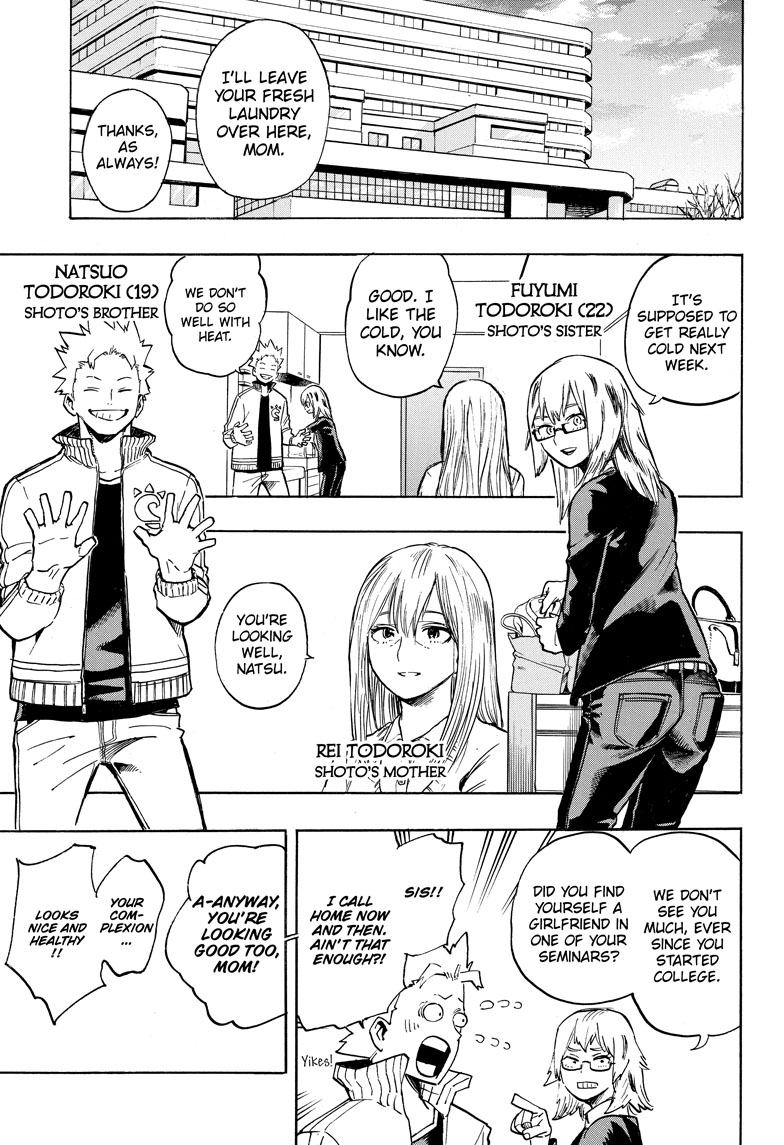 I'LL LEAVE
YOUR FRESH
LAUNDRY
OVER HERE,
MOM.
THANKS,
AS
ALWAYS!
IT'S
SUPPOSED TO
GET REALLY
COLD NEXT
WEEK.
FUYUMI
TODOROKI (22)
SHOTO'S SISTER
GOOD. I
LIKE THE
COLD, YOU
KNOW.
WE DON'T
DO SO
WELL WITH
HEAT.
NATSUO
TODOROKI (19)
SHOTO'S BROTHER
YOU'RE
LOOKING
WELL,
NATSU.
REI TODOROKI
SHOTO'S MOTHER
WE DON'T
SEE YOU
MUCH, EVER
SINCE YOU
STARTED
COLLEGE.
DID YOU FIND
YOURSELF A
GIRLFRIEND IN
ONE OF YOUR
SEMINARS?
SIS!!
I CALL
HOME NOW
AND THEN.
AIN'T THAT
ENOUGH?!
Yikes!
A-ANYWAY,
YOU'RE
LOOKING
GOOD TOO,
MOM!
YOUR
COM-
PLEXION
...
LOOKS
NICE AND
HEALTHY
!!